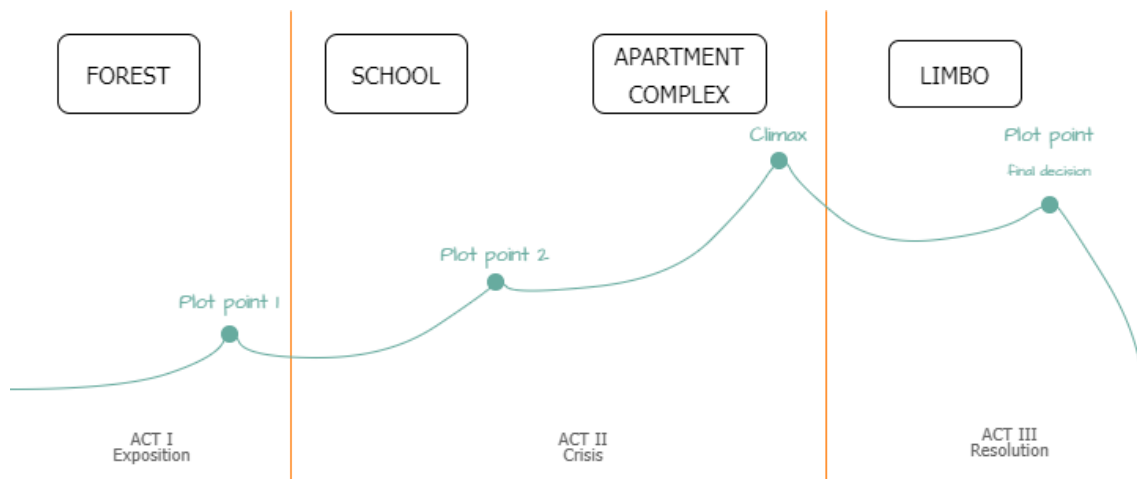 FOREST
SCHOOL
APARTMENT
COMPLEX
LIMBO
Climax
Plot point
final decision
Plot point 2
Plot point 1
ACT I
Exposition
ACT II
Crisis
ACT III
Resolution